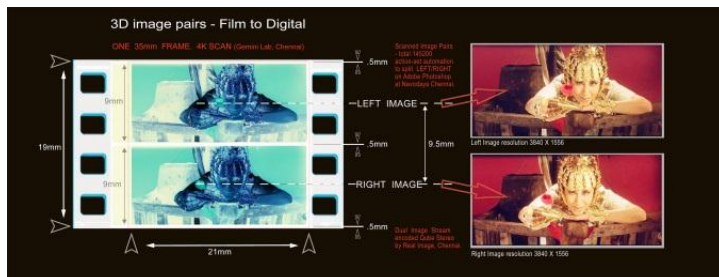 3D image pairs - Film to Digital
ONE 35mm FRAME. 4K SCAN (Gemini Lab, Chennai)
Scanned Image Pairs
- total 145200
action-set automation
to split LEFT/RIGHT
on Adobe Photoshop
at Navodaya Chennai.
.5mm
9mm
LEFT IMAGE
19mm
.5mm
9.5mm
Left Image resolution 3840 X 1556
9mm
RIGHT IMAGE
.5mm
21mm
Dual Image Stream
encoded Qube Stereo
by Real Image, Chennai.
Right Image resolution 3840 X 1556